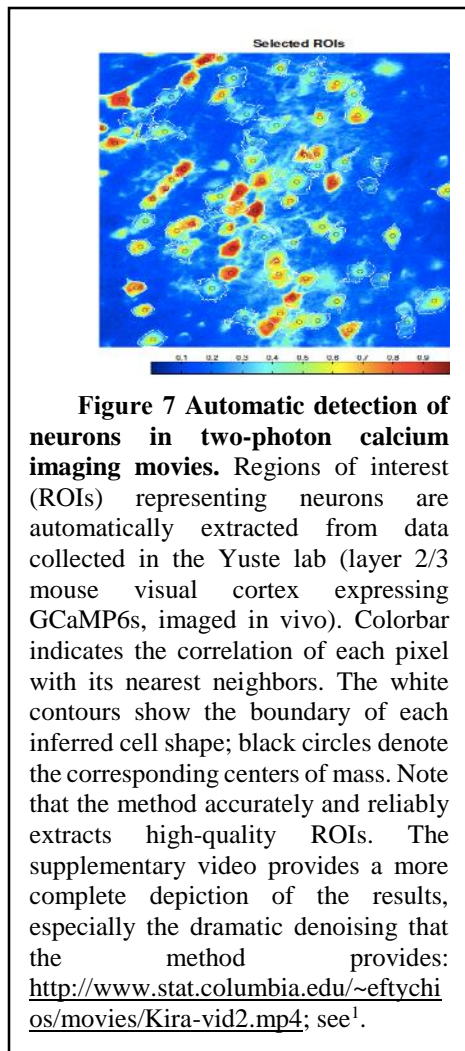 Selected ROIs
0.1 0.2 0.3 0.4 0.5 0.6 0.7 0.8 0.9
Figure 7 Automatic detection of
neurons in two-photon calcium
imaging movies. Regions of interest
(ROIs) representing neurons are
automatically extracted from data
collected in the Yuste lab (layer 2/3
mouse visual cortex expressing
GCaMP6s, imaged in vivo). Colorbar
indicates the correlation of each pixel
with its nearest neighbors. The white
contours show the boundary of each
inferred cell shape; black circles denote
the corresponding centers of mass. Note
that the method accurately and reliably
extracts high-quality ROIs. The
supplementary video provides a more
complete depiction of the results,
especially the dramatic denoising that
the method provides:
http://www.stat.columbia.edu/~eftychi
os/movies/Kira-vid2.mp4; see¹.